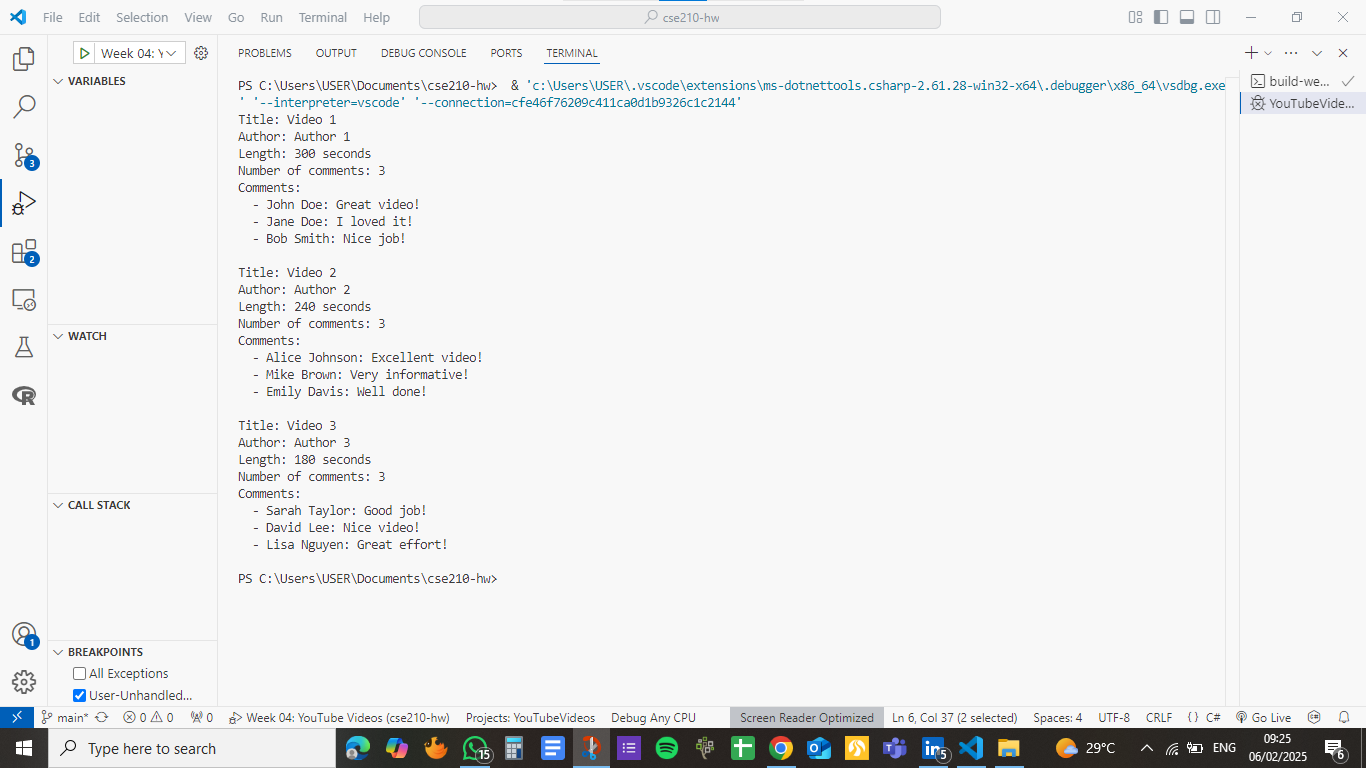 File Edit Selection View Go Run Terminal Help
cse210-hw
Week 04: Y
PROBLEMS OUTPUT DEBUG CONSOLE PORTS TERMINAL
VARIABLES
WATCH
CALL STACK
BREAKPOINTS
All Exceptions
User-Unhandled...
3
2
1
PS C:\Users\USER\Documents\cse210-hw>  & 'c:\Users\USER\.vscode\extensions\ms-dotnettools.csharp-2.61.28-win32-x64\.debugger\x86_64\vsdbg.exe
' '--interpreter=vscode' '--connection=cfe46f76209c411ca0d1b9326c1c2144'
Title: Video 1
Author: Author 1
Length: 300 seconds
Number of comments: 3
Comments:
  - John Doe: Great video!
  - Jane Doe: I loved it!
  - Bob Smith: Nice job!
Title: Video 2
Author: Author 2
Length: 240 seconds
Number of comments: 3
Comments:
  - Alice Johnson: Excellent video!
  - Mike Brown: Very informative!
  - Emily Davis: Well done!
Title: Video 3
Author: Author 3
Length: 180 seconds
Number of comments: 3
Comments:
  - Sarah Taylor: Good job!
  - David Lee: Nice video!
  - Lisa Nguyen: Great effort!
PS C:\Users\USER\Documents\cse210-hw>
build-we...
YouTubeVide...
main* 0 0 0 Week 04: YouTube Videos (cse210-hw) Projects: YouTubeVideos Debug Any CPU Screen Reader Optimized Ln 6, Col 37 (2 selected) Spaces: 4 UTF-8 CRLF { } C# Go Live
Type here to search 15 5 29°C ENG 09:25
06/02/2025 6